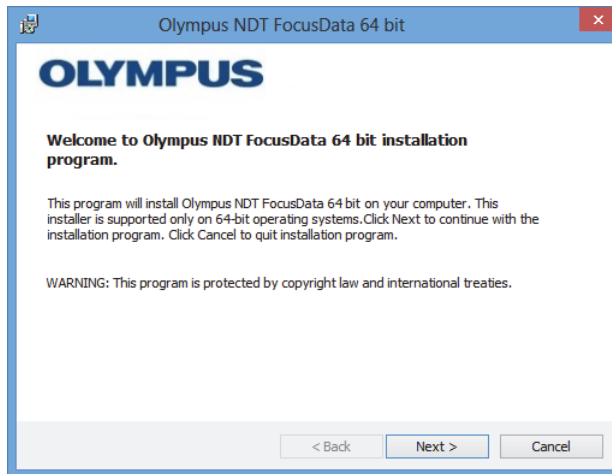 Olympus NDT FocusData 64 bit
OLYMPUS
Welcome to Olympus NDT FocusData 64 bit installation
program.
This program will install Olympus NDT FocusData 64 bit on your computer. This
installer is supported only on 64-bit operating systems.Click Next to continue with the
installation program. Click Cancel to quit installation program.
WARNING: This program is protected by copyright law and international treaties.
< Back Next > Cancel